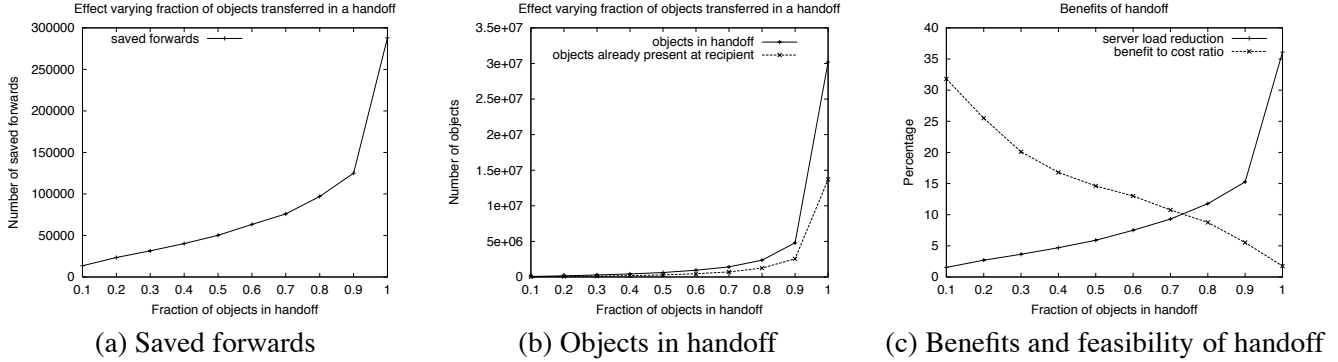 Effect varying fraction of objects transferred in a handoff
300000
250000
200000
150000
100000
50000
0
Number of saved forwards
saved forwards
0.1 0.2 0.3 0.4 0.5 0.6 0.7 0.8 0.9 1
Fraction of objects in handoff
(a) Saved forwards
Effect varying fraction of objects transferred in a handoff
3.5e+07
3e+07
2.5e+07
2e+07
1.5e+07
1e+07
5e+06
0
Number of objects
objects in handoff
objects already present at recipient
0.1 0.2 0.3 0.4 0.5 0.6 0.7 0.8 0.9 1
Fraction of objects in handoff
(b) Objects in handoff
Benefits of handoff
40
35
30
25
20
15
10
5
0
Percentage
server load reduction
benefit to cost ratio
0.1 0.2 0.3 0.4 0.5 0.6 0.7 0.8 0.9 1
Fraction of objects in handoff
(c) Benefits and feasibility of handoff